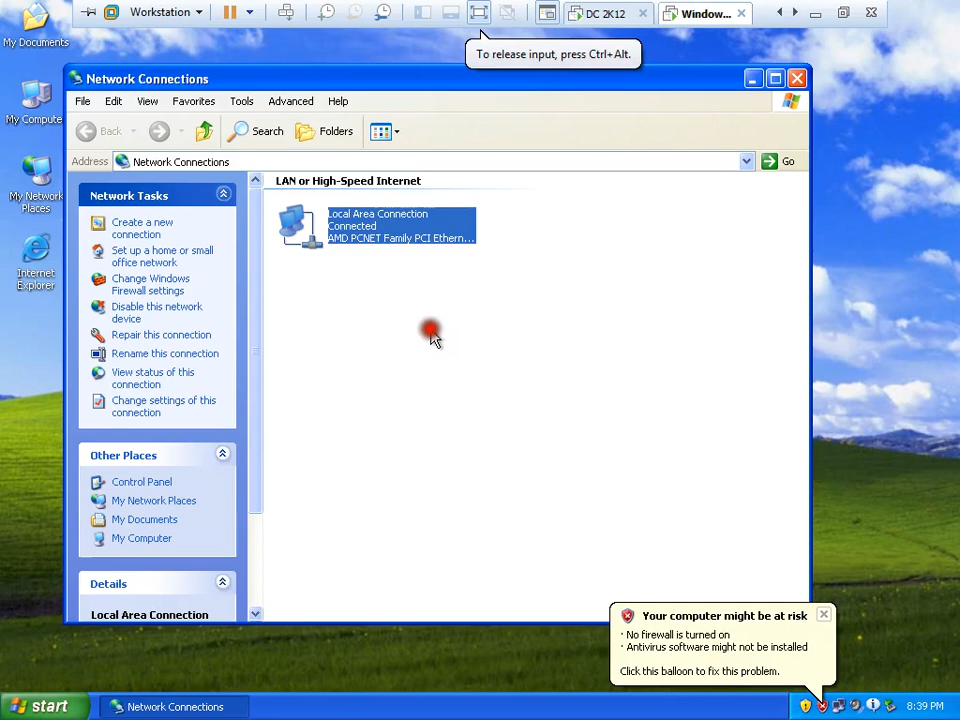 Workstation
DC 2K12
Window...
To release input, press Ctrl+Alt.
My Documents
My Compute
My Network
Places
Internet
Explorer
Network Connections
File Edit View Favorites Tools Advanced Help
Back Search Folders
Address Network Connections Go
Network Tasks
Create a new
connection
Set up a home or small
office network
Change Windows
Firewall settings
Disable this network
device
Repair this connection
Rename this connection
View status of this
connection
Change settings of this
connection
Other Places
Control Panel
My Network Places
My Documents
My Computer
Details
Local Area Connection
LAN or High-Speed Internet
Local Area Connection
Connected
AMD PCNET Family PCI Ethern...
Your computer might be at risk
· No firewall is turned on
· Antivirus software might not be installed
Click this balloon to fix this problem.
start
Network Connections
8:39 PM